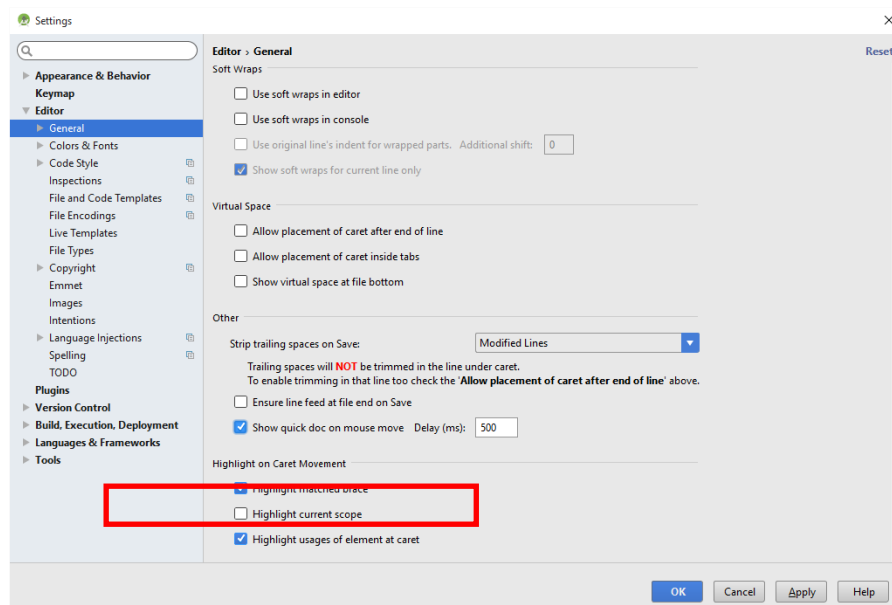 Settings
Editor › General
Reset
Appearance & Behavior
Keymap
Editor
General
Colors & Fonts
Code Style
Inspections
File and Code Templates
File Encodings
Live Templates
File Types
Copyright
Emmet
Images
Intentions
Language Injections
Spelling
TODO
Plugins
Version Control
Build, Execution, Deployment
Languages & Frameworks
Tools
Soft Wraps
Use soft wraps in editor
Use soft wraps in console
Use original line's indent for wrapped parts. Additional shift: 0
Show soft wraps for current line only
Virtual Space
Allow placement of caret after end of line
Allow placement of caret inside tabs
Show virtual space at file bottom
Other
Strip trailing spaces on Save: Modified Lines
Trailing spaces will NOT be trimmed in the line under caret.
To enable trimming in that line too check the 'Allow placement of caret after end of line' above.
Ensure line feed at file end on Save
Show quick doc on mouse move Delay (ms): 500
Highlight on Caret Movement
Highlight matched brace
Highlight current scope
Highlight usages of element at caret
OK Cancel Apply Help